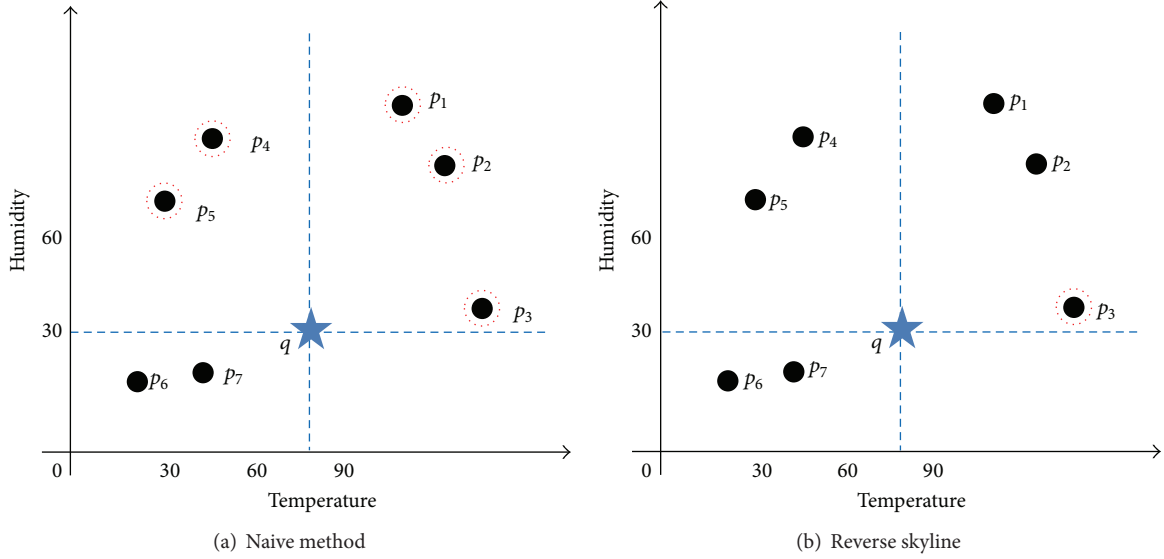 Humidity
60
30
0
30
60
90
Temperature
p1
p2
p3
p4
p5
p6
p7
q
(a) Naive method
Humidity
60
30
0
30
60
90
Temperature
p1
p2
p3
p4
p5
p6
p7
q
(b) Reverse skyline